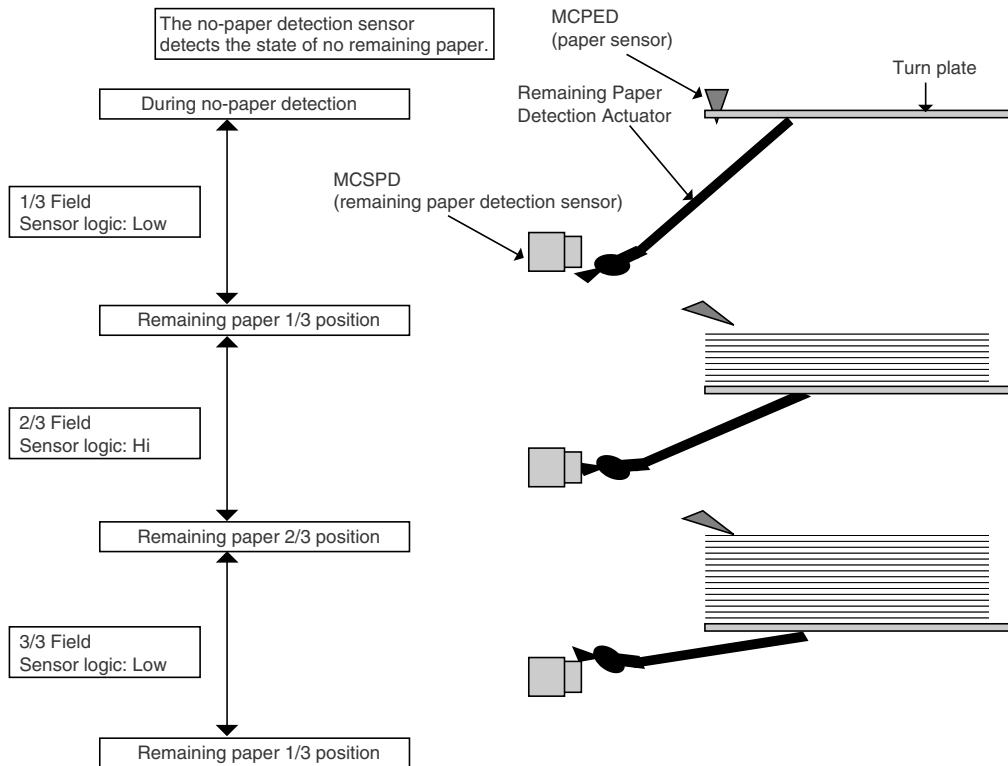 The no-paper detection sensor
detects the state of no remaining paper.
MCPED
(paper sensor)
Turn plate
During no-paper detection
Remaining Paper
Detection Actuator
MCSPD
(remaining paper detection sensor)
1/3 Field
Sensor logic: Low
Remaining paper 1/3 position
2/3 Field
Sensor logic: Hi
Remaining paper 2/3 position
3/3 Field
Sensor logic: Low
Remaining paper 1/3 position